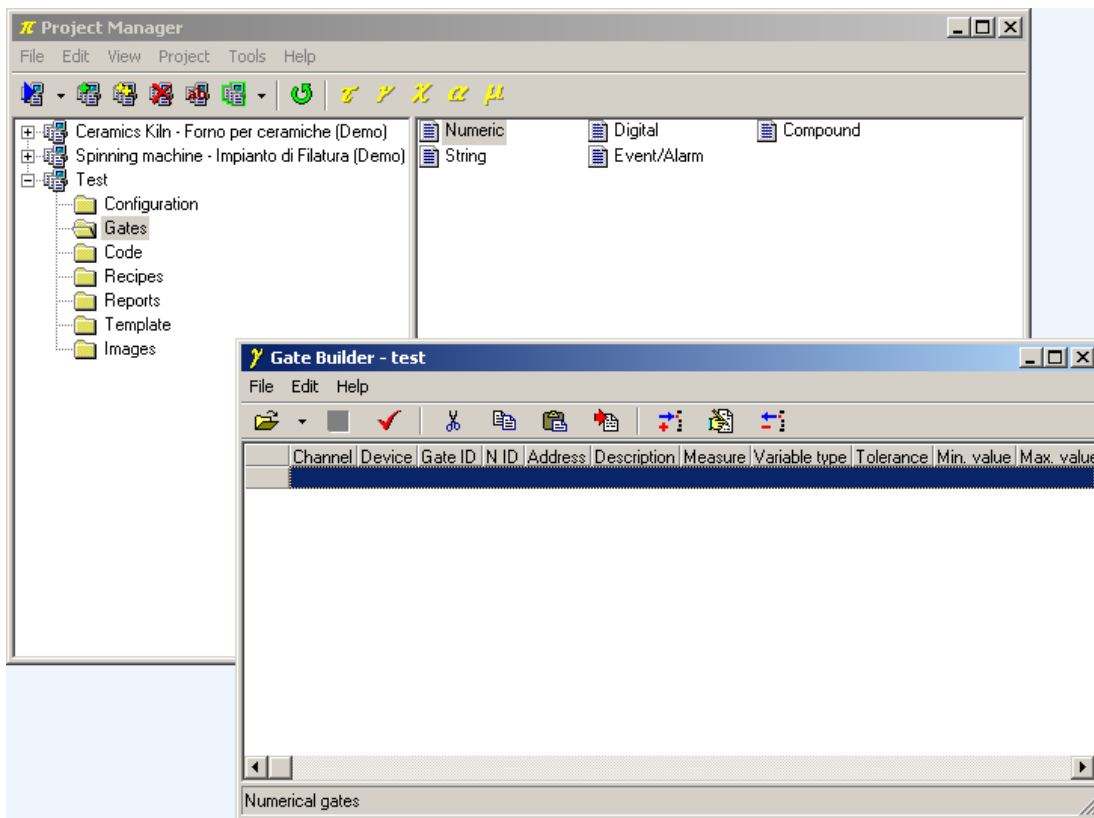 π Project Manager
File Edit View Project Tools Help
τ γ χ α μ
Ceramics Kiln - Forno per ceramiche (Demo)
Spinning machine - Impianto di Filatura (Demo)
Test
Configuration
Gates
Code
Recipes
Reports
Template
Images
Numeric Digital Compound
String Event/Alarm
γ Gate Builder - test
File Edit Help
Channel Device Gate ID N ID Address Description Measure Variable type Tolerance Min. value Max. value
Numerical gates